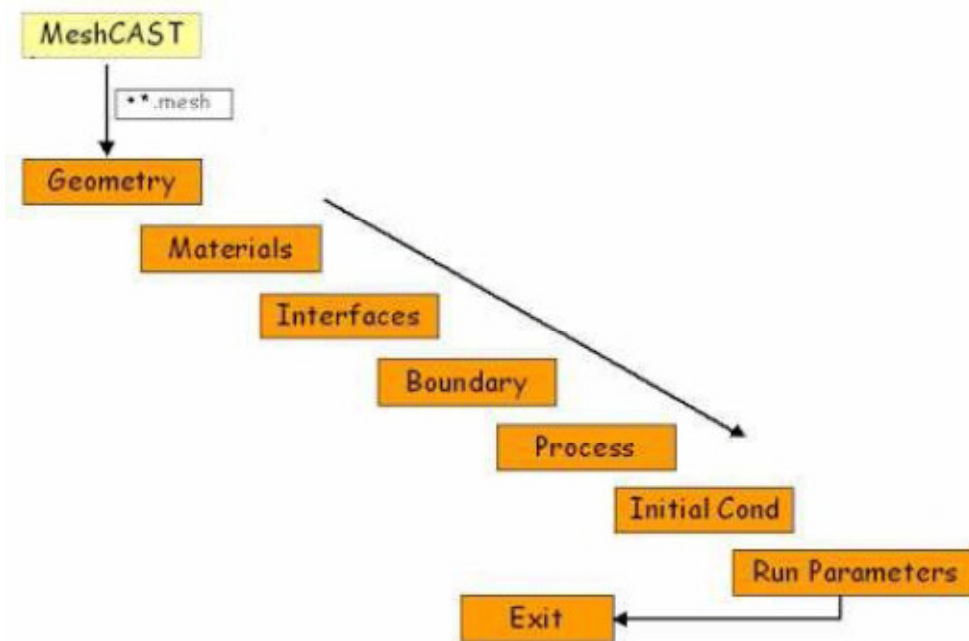 MeshCAST
**.mesh
Geometry
Materials
Interfaces
Boundary
Process
Initial Cond
Run Parameters
Exit